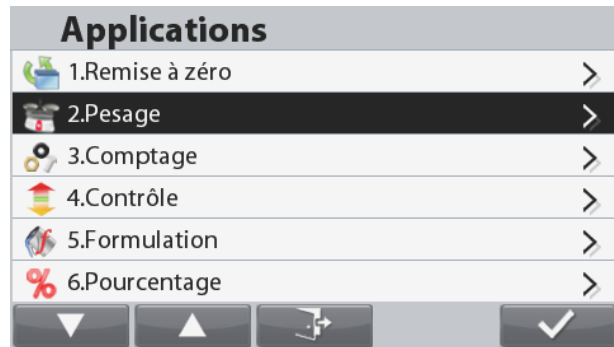 Applications
1.Remise à zéro
2.Pesage
3.Comptage
4.Contrôle
5.Formulation
6.Pourcentage